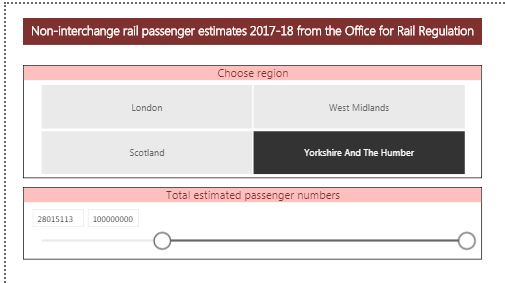 Non-interchange rail passenger estimates 2017-18 from the Office for Rail Regulation
Choose region
London West Midlands
Scotland Yorkshire And The Humber
Total estimated passenger numbers
28015113 100000000